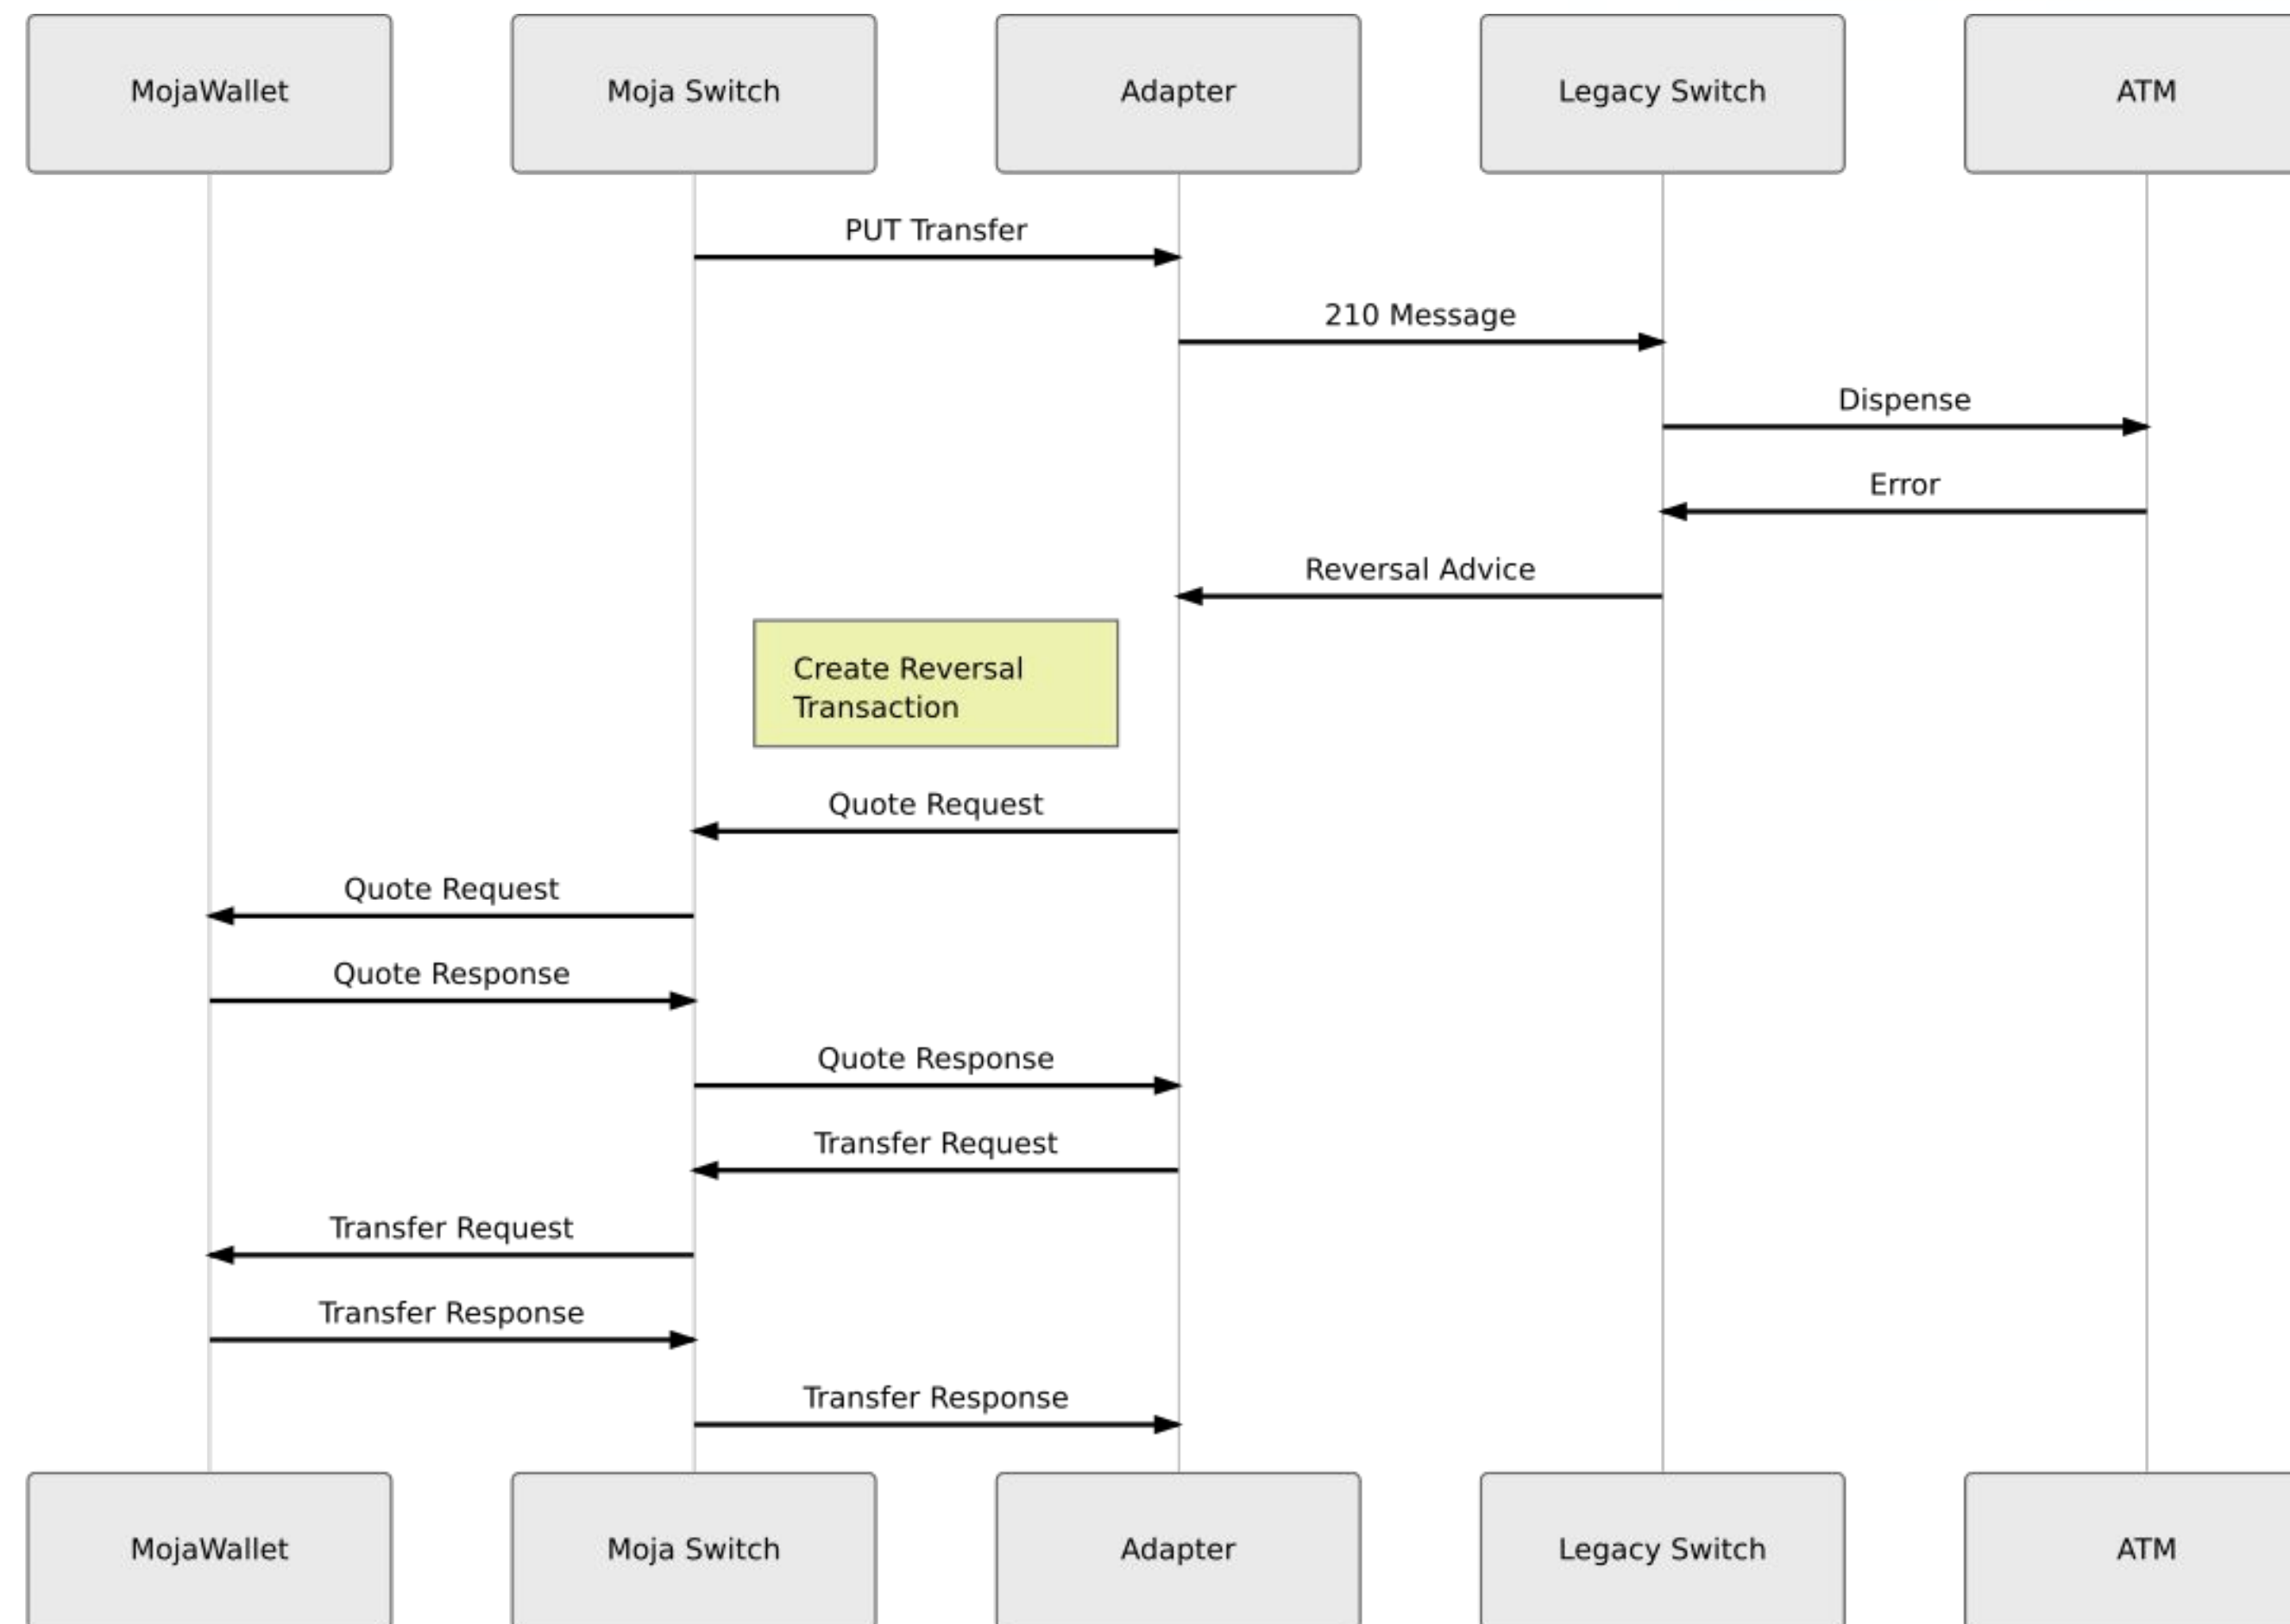 MojaWallet
Moja Switch
Adapter
Legacy Switch
ATM
PUT Transfer
210 Message
Dispense
Error
Reversal Advice
Create Reversal
Transaction
Quote Request
Quote Request
Quote Response
Quote Response
Transfer Request
Transfer Request
Transfer Response
Transfer Response
MojaWallet
Moja Switch
Adapter
Legacy Switch
ATM